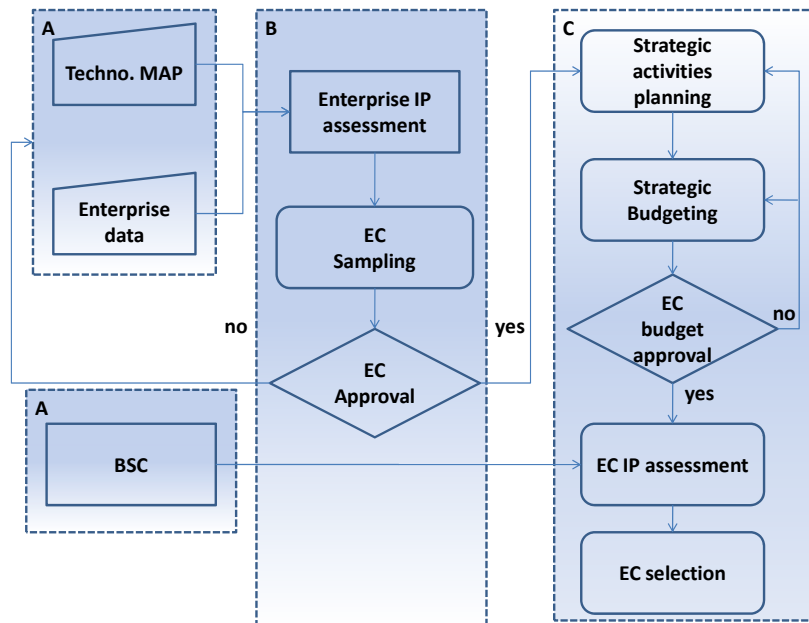 A
Techno. MAP
Enterprise
data
B
Enterprise IP
assessment
EC
Sampling
no
yes
EC
Approval
A
BSC
C
Strategic
activities
planning
Strategic
Budgeting
EC
budget
approval
no
yes
EC IP assessment
EC selection